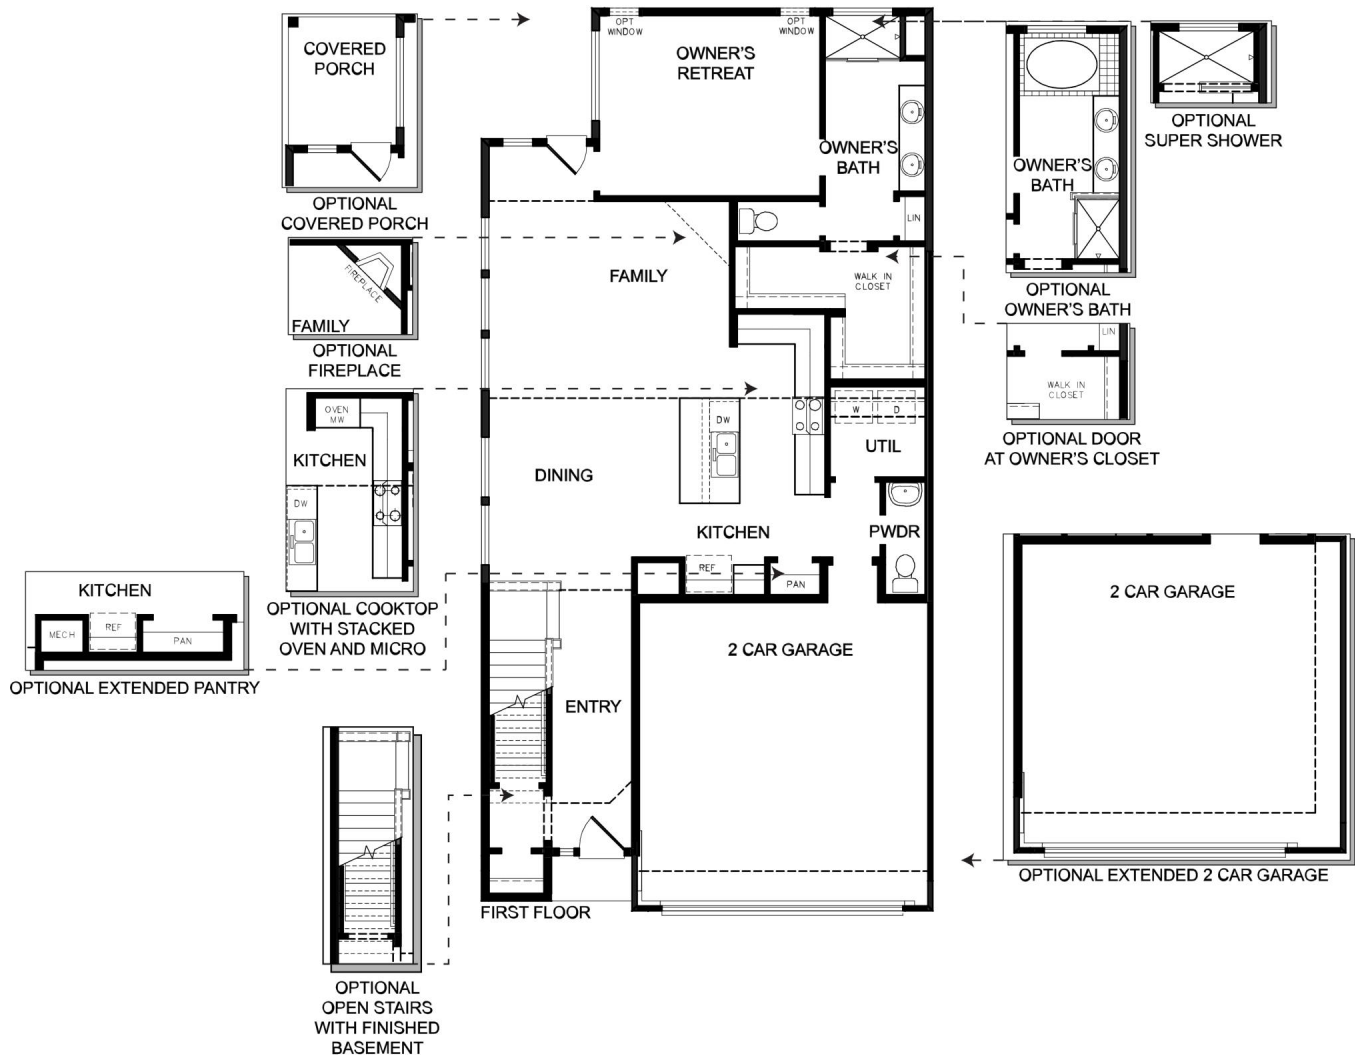 COVERED
PORCH
OPTIONAL
COVERED PORCH
FIREPLACE
FAMILY
OPTIONAL
FIREPLACE
OVEN
MW
KITCHEN
DW
OPTIONAL COOKTOP
WITH STACKED
OVEN AND MICRO
KITCHEN
MECH
REF
PAN
OPTIONAL EXTENDED PANTRY
OPTIONAL
OPEN STAIRS
WITH FINISHED
BASEMENT
OPT
WINDOW
OPT
WINDOW
OWNER'S
RETREAT
OWNER'S
BATH
LIN
FAMILY
WALK IN
CLOSET
DW
W
D
UTIL
DINING
KITCHEN
PWDR
REF
PAN
2 CAR GARAGE
ENTRY
FIRST FLOOR
OWNER'S
BATH
OPTIONAL
OWNER'S BATH
OPTIONAL
SUPER SHOWER
LIN
WALK IN
CLOSET
OPTIONAL DOOR
AT OWNER'S CLOSET
2 CAR GARAGE
OPTIONAL EXTENDED 2 CAR GARAGE